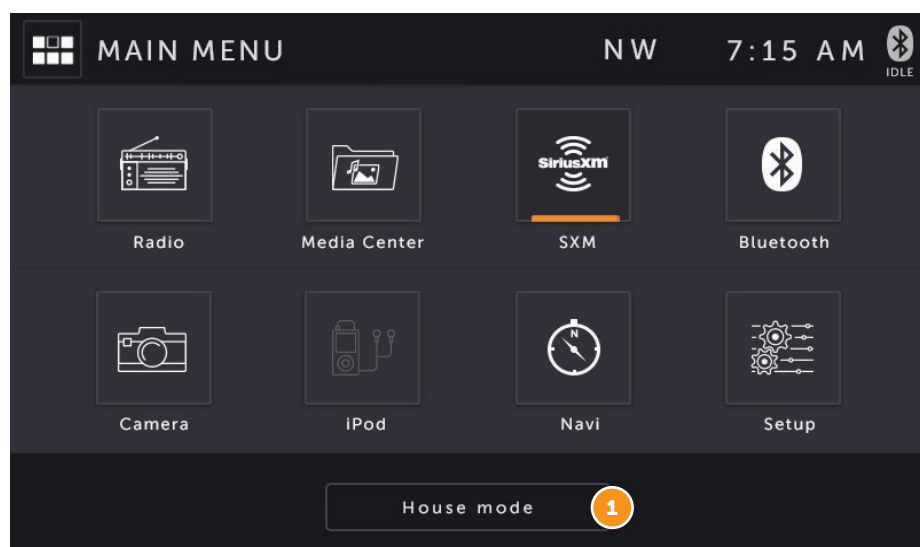 MAIN MENU NW 7:15 AM
IDLE
SiriusXm
Radio Media Center SXM Bluetooth
N
Camera iPod Navi Setup
House mode 1